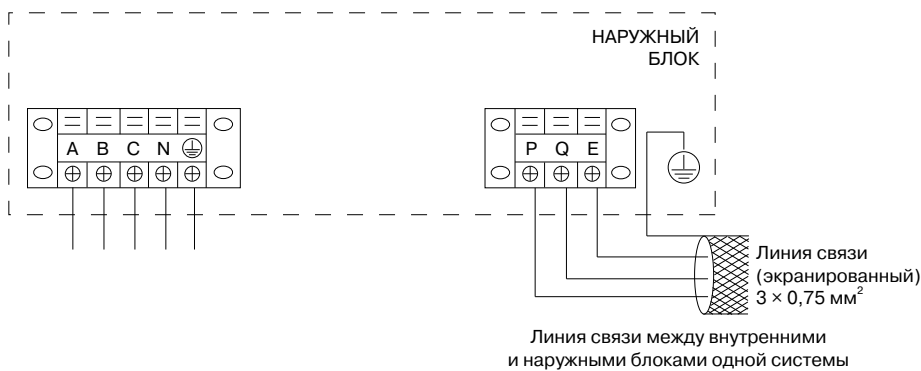 НАРУЖНЫЙ
БЛОК
A B C N
P Q E
Линия связи
(экранированный)
3 × 0,75 мм²
Линия связи между внутренними
и наружными блоками одной системы